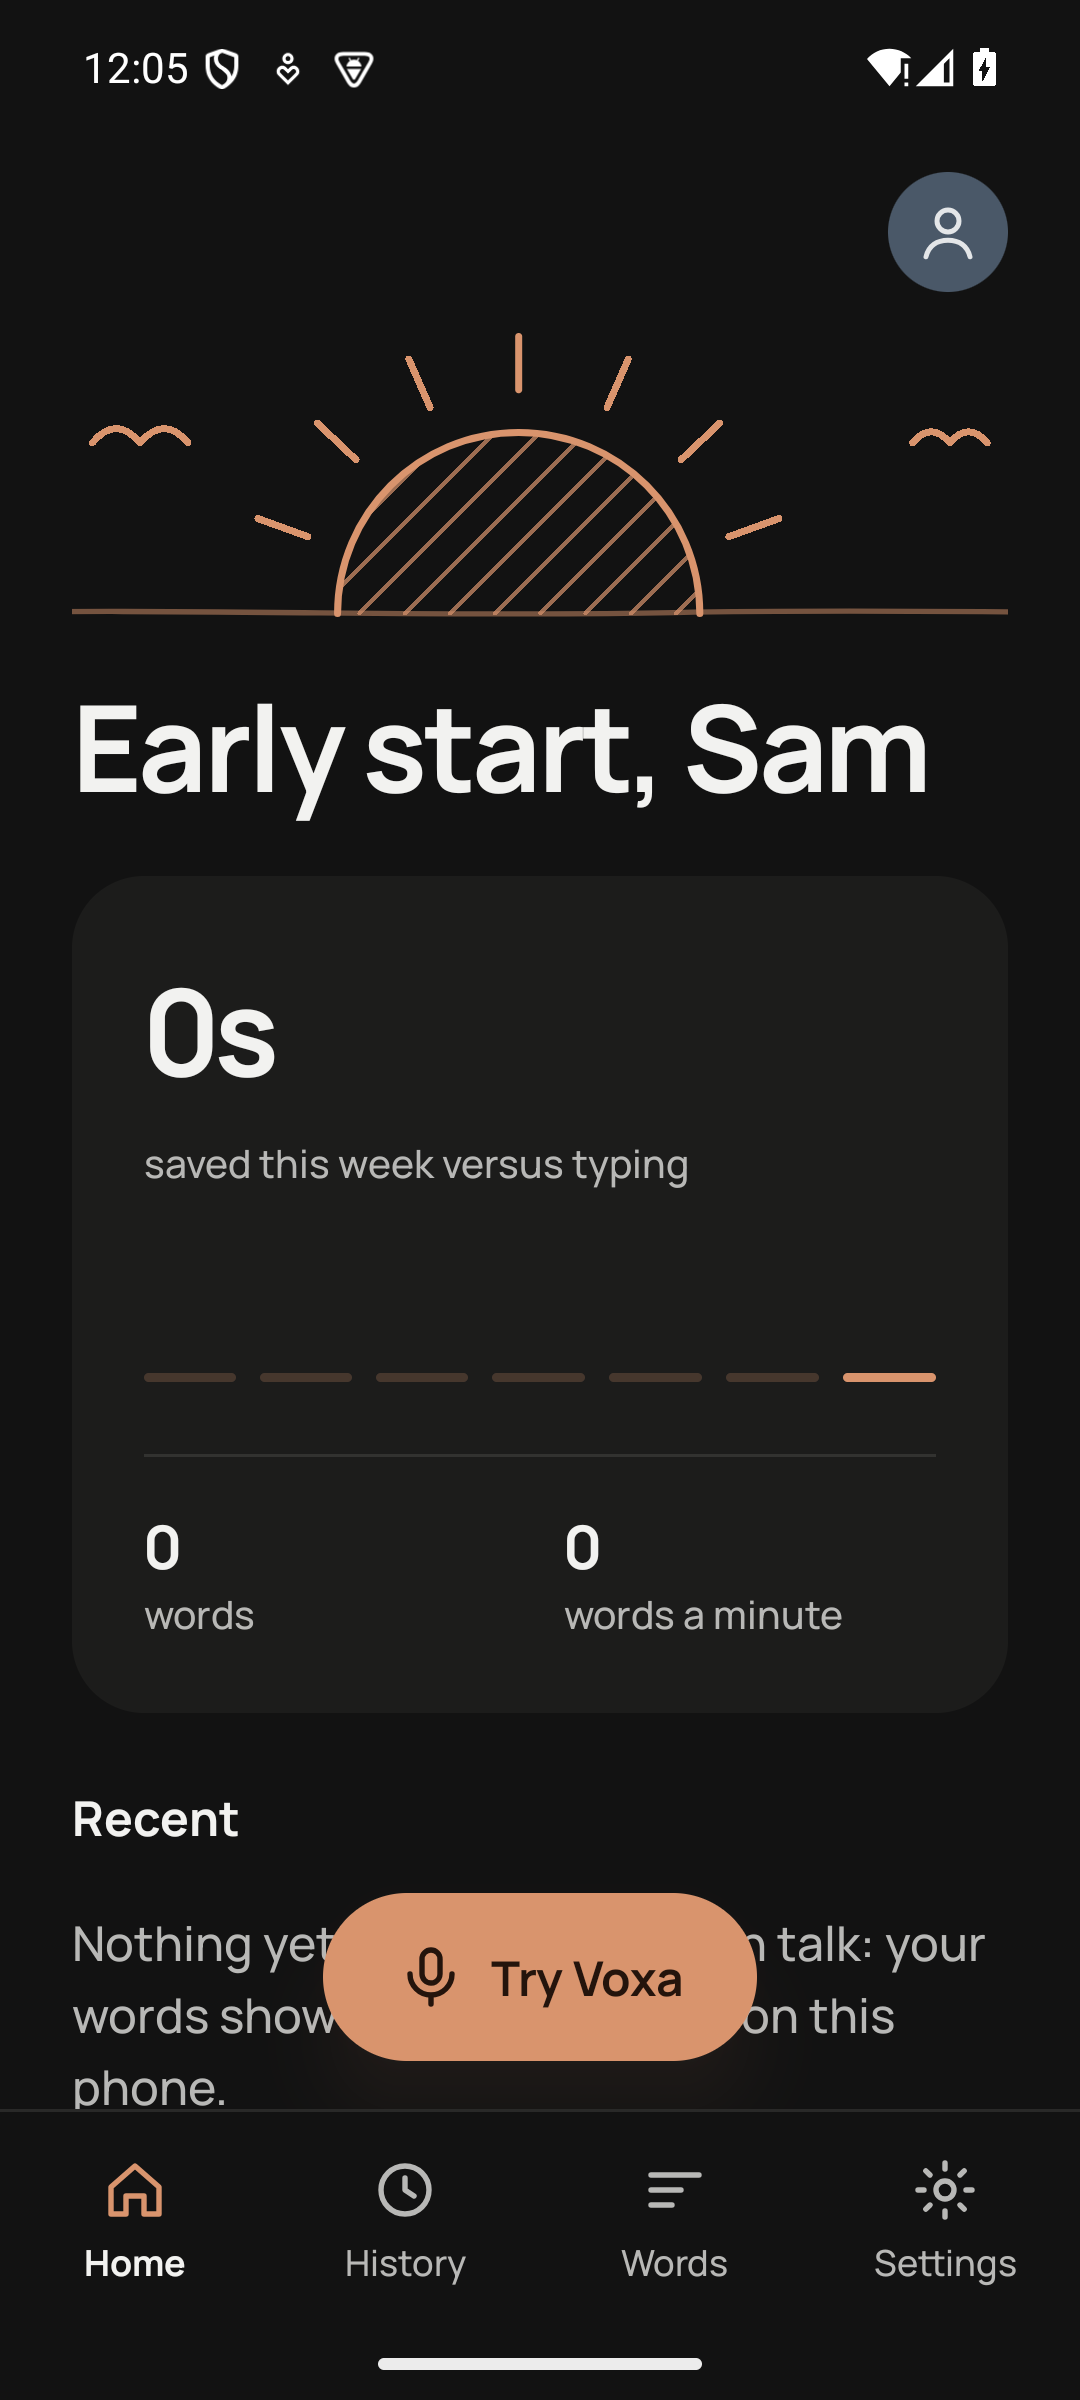 12:05
Early start, Sam
0s
saved this week versus typing
0
words
0
words a minute
Recent
Nothing yet talk: your
words show on this
phone.
Try Voxa
Home
History
Words
Settings